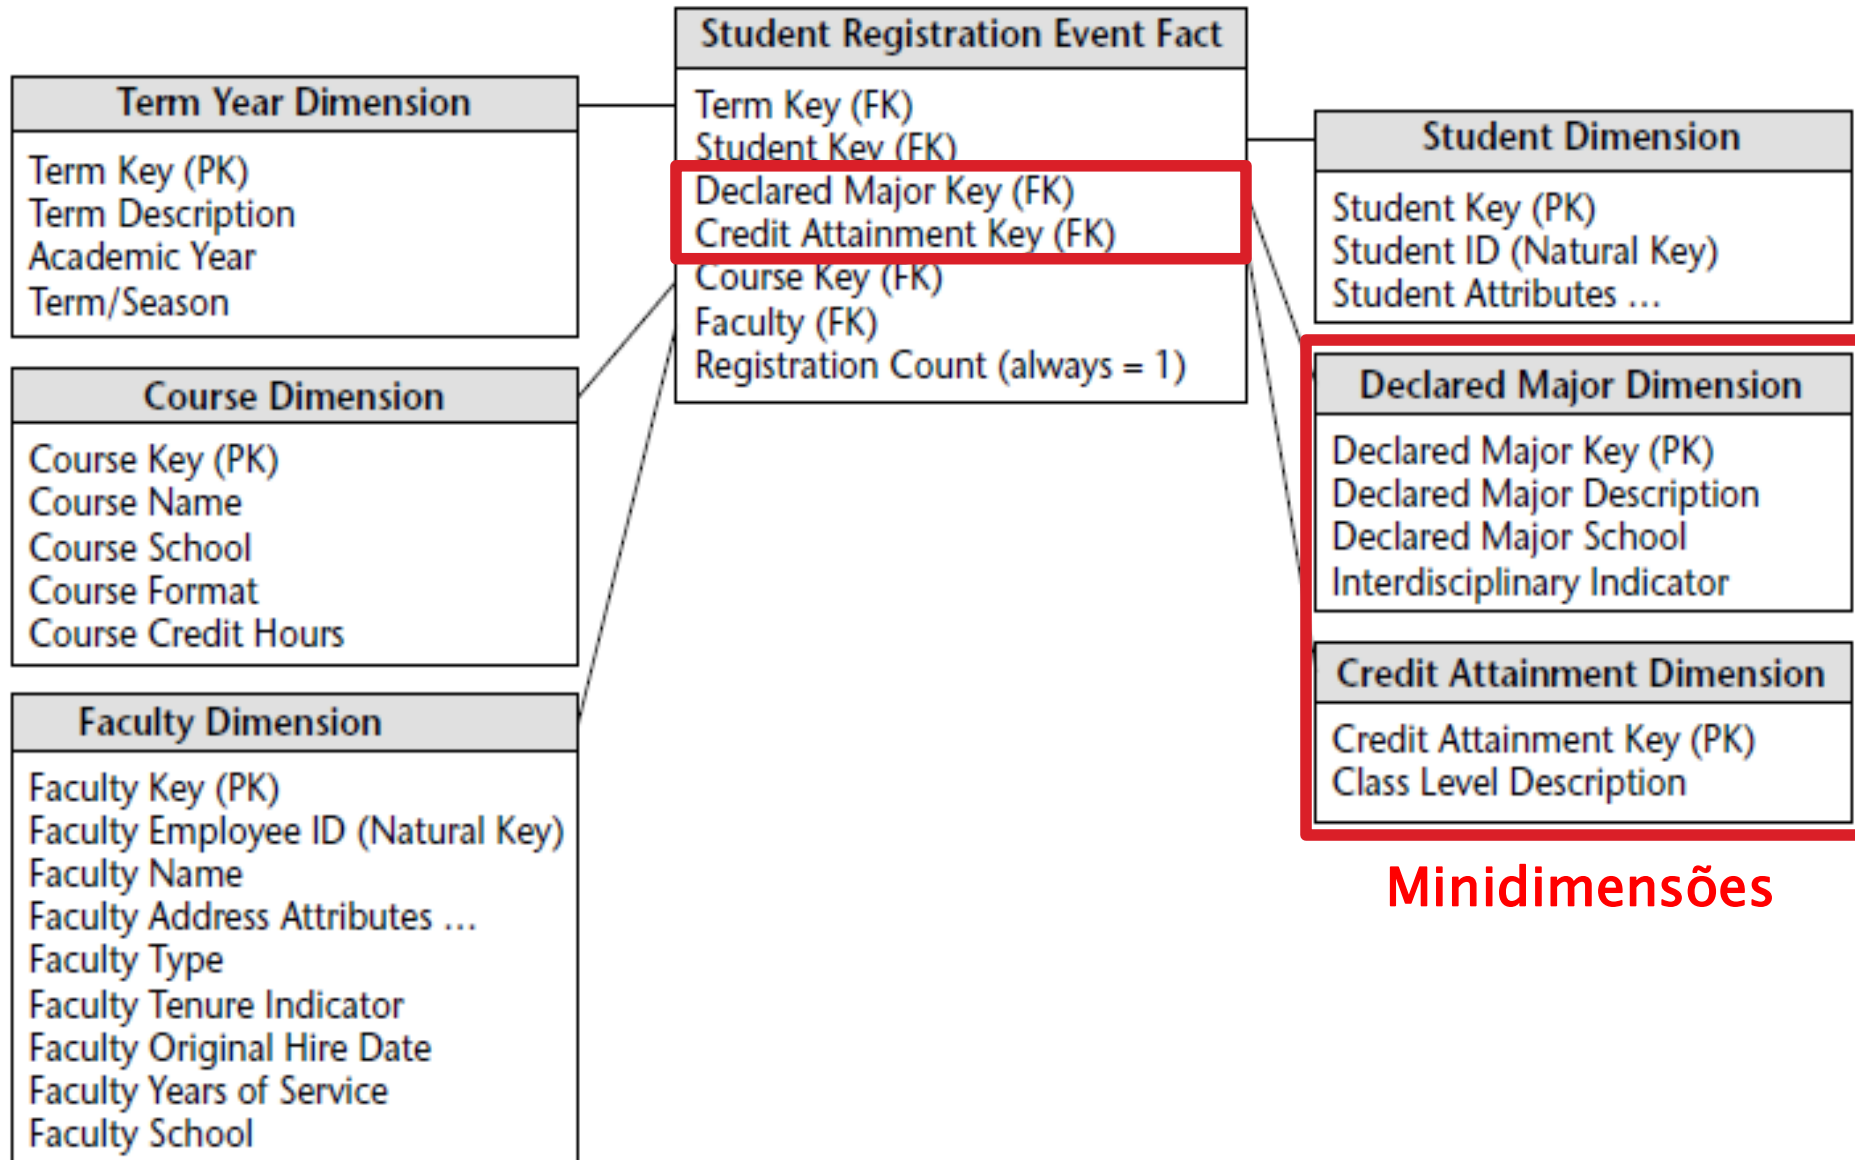 Student Registration Event Fact
Term Key (FK)
Student Key (FK)
Declared Major Key (FK)
Credit Attainment Key (FK)
Course Key (FK)
Faculty (FK)
Registration Count (always = 1)
Term Year Dimension
Term Key (PK)
Term Description
Academic Year
Term/Season
Course Dimension
Course Key (PK)
Course Name
Course School
Course Format
Course Credit Hours
Faculty Dimension
Faculty Key (PK)
Faculty Employee ID (Natural Key)
Faculty Name
Faculty Address Attributes ...
Faculty Type
Faculty Tenure Indicator
Faculty Original Hire Date
Faculty Years of Service
Faculty School
Student Dimension
Student Key (PK)
Student ID (Natural Key)
Student Attributes ...
Declared Major Dimension
Declared Major Key (PK)
Declared Major Description
Declared Major School
Interdisciplinary Indicator
Credit Attainment Dimension
Credit Attainment Key (PK)
Class Level Description
Minidimensões